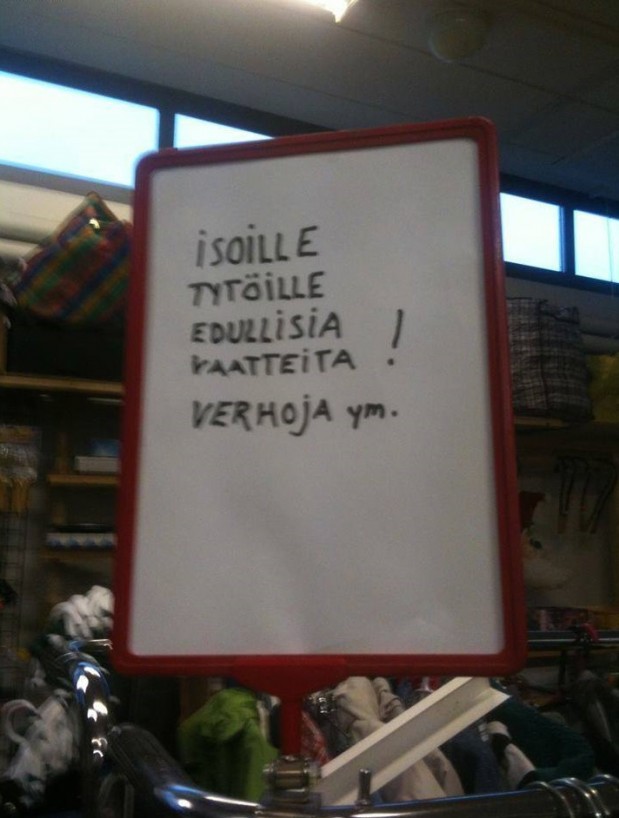 iSOiLLE
TYTÖiLLE
EDULLiSiA
VAATTEiTA !
VERHOjA ym.